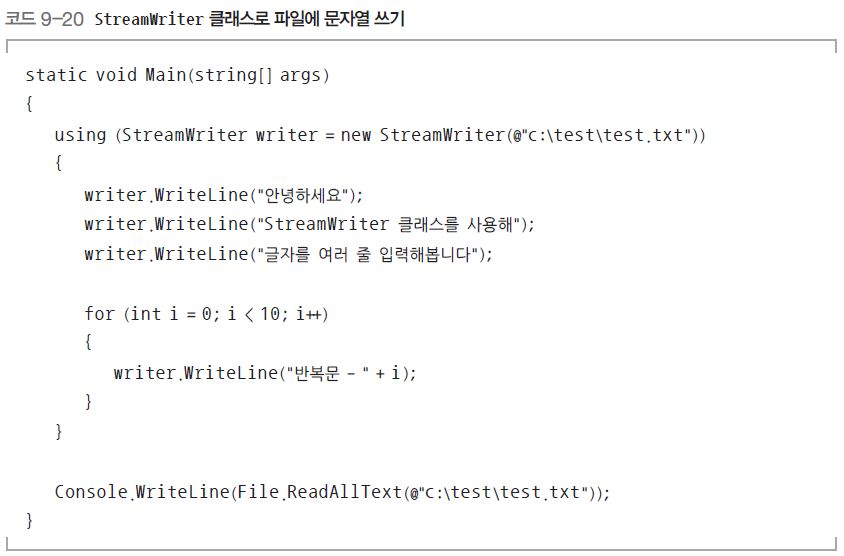 코드 9-20 StreamWriter 클래스로 파일에 문자열 쓰기
static void Main(string[] args)
{
using (StreamWriter writer = new StreamWriter(@"c:\test\test.txt"))
{
writer.WriteLine("안녕하세요");
writer.WriteLine("StreamWriter 클래스를 사용해");
writer.WriteLine("글자를 여러 줄 입력해봅니다");
for (int i = 0; i < 10; i++)
{
writer.WriteLine("반복문 - " + i);
}
}
Console.WriteLine(File.ReadAllText(@"c:\test\test.txt"));
}